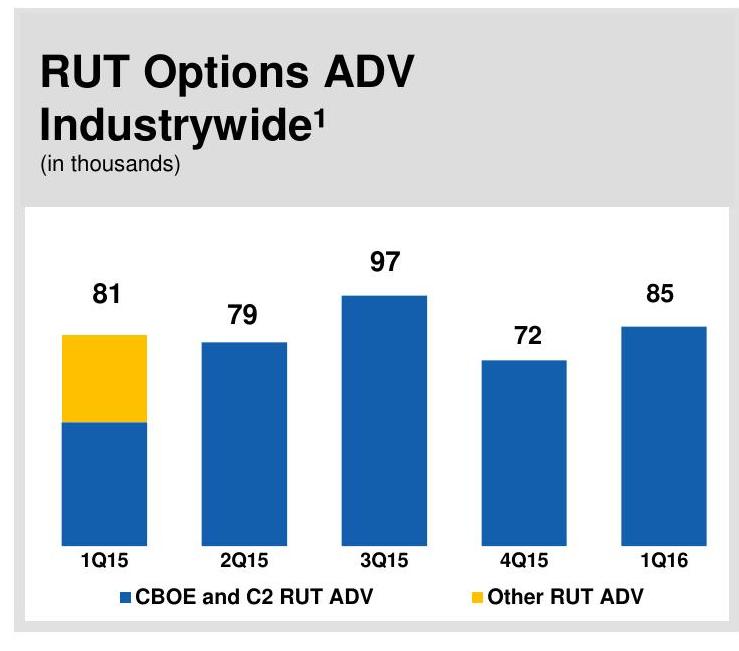 RUT Options ADV
Industrywide¹
(in thousands)
81
79
97
72
85
1Q15
2Q15
3Q15
4Q15
1Q16
CBOE and C2 RUT ADV
Other RUT ADV